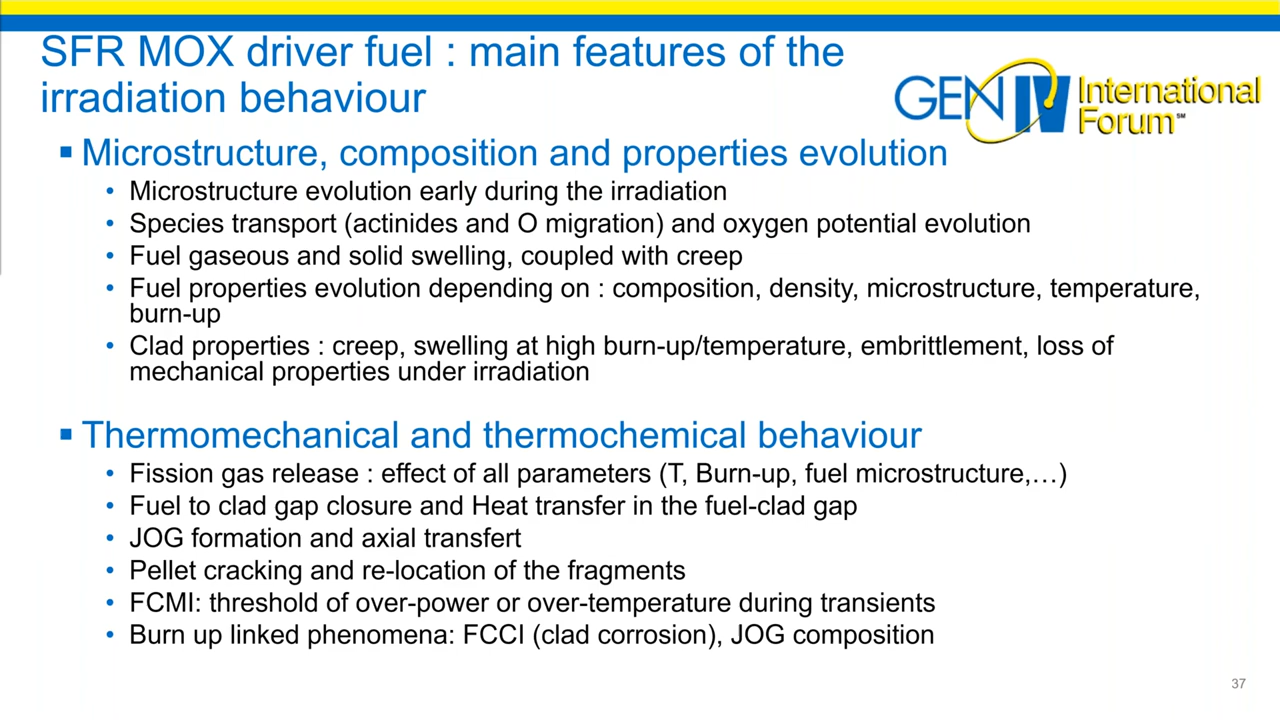 SFR MOX driver fuel : main features of the
irradiation behaviour
GEN IV International
Forum℠
▪ Microstructure, composition and properties evolution
• Microstructure evolution early during the irradiation
• Species transport (actinides and O migration) and oxygen potential evolution
• Fuel gaseous and solid swelling, coupled with creep
• Fuel properties evolution depending on : composition, density, microstructure, temperature,
burn-up
• Clad properties : creep, swelling at high burn-up/temperature, embrittlement, loss of
mechanical properties under irradiation
▪ Thermomechanical and thermochemical behaviour
• Fission gas release : effect of all parameters (T, Burn-up, fuel microstructure,…)
• Fuel to clad gap closure and Heat transfer in the fuel-clad gap
• JOG formation and axial transfert
• Pellet cracking and re-location of the fragments
• FCMI: threshold of over-power or over-temperature during transients
• Burn up linked phenomena: FCCI (clad corrosion), JOG composition
37